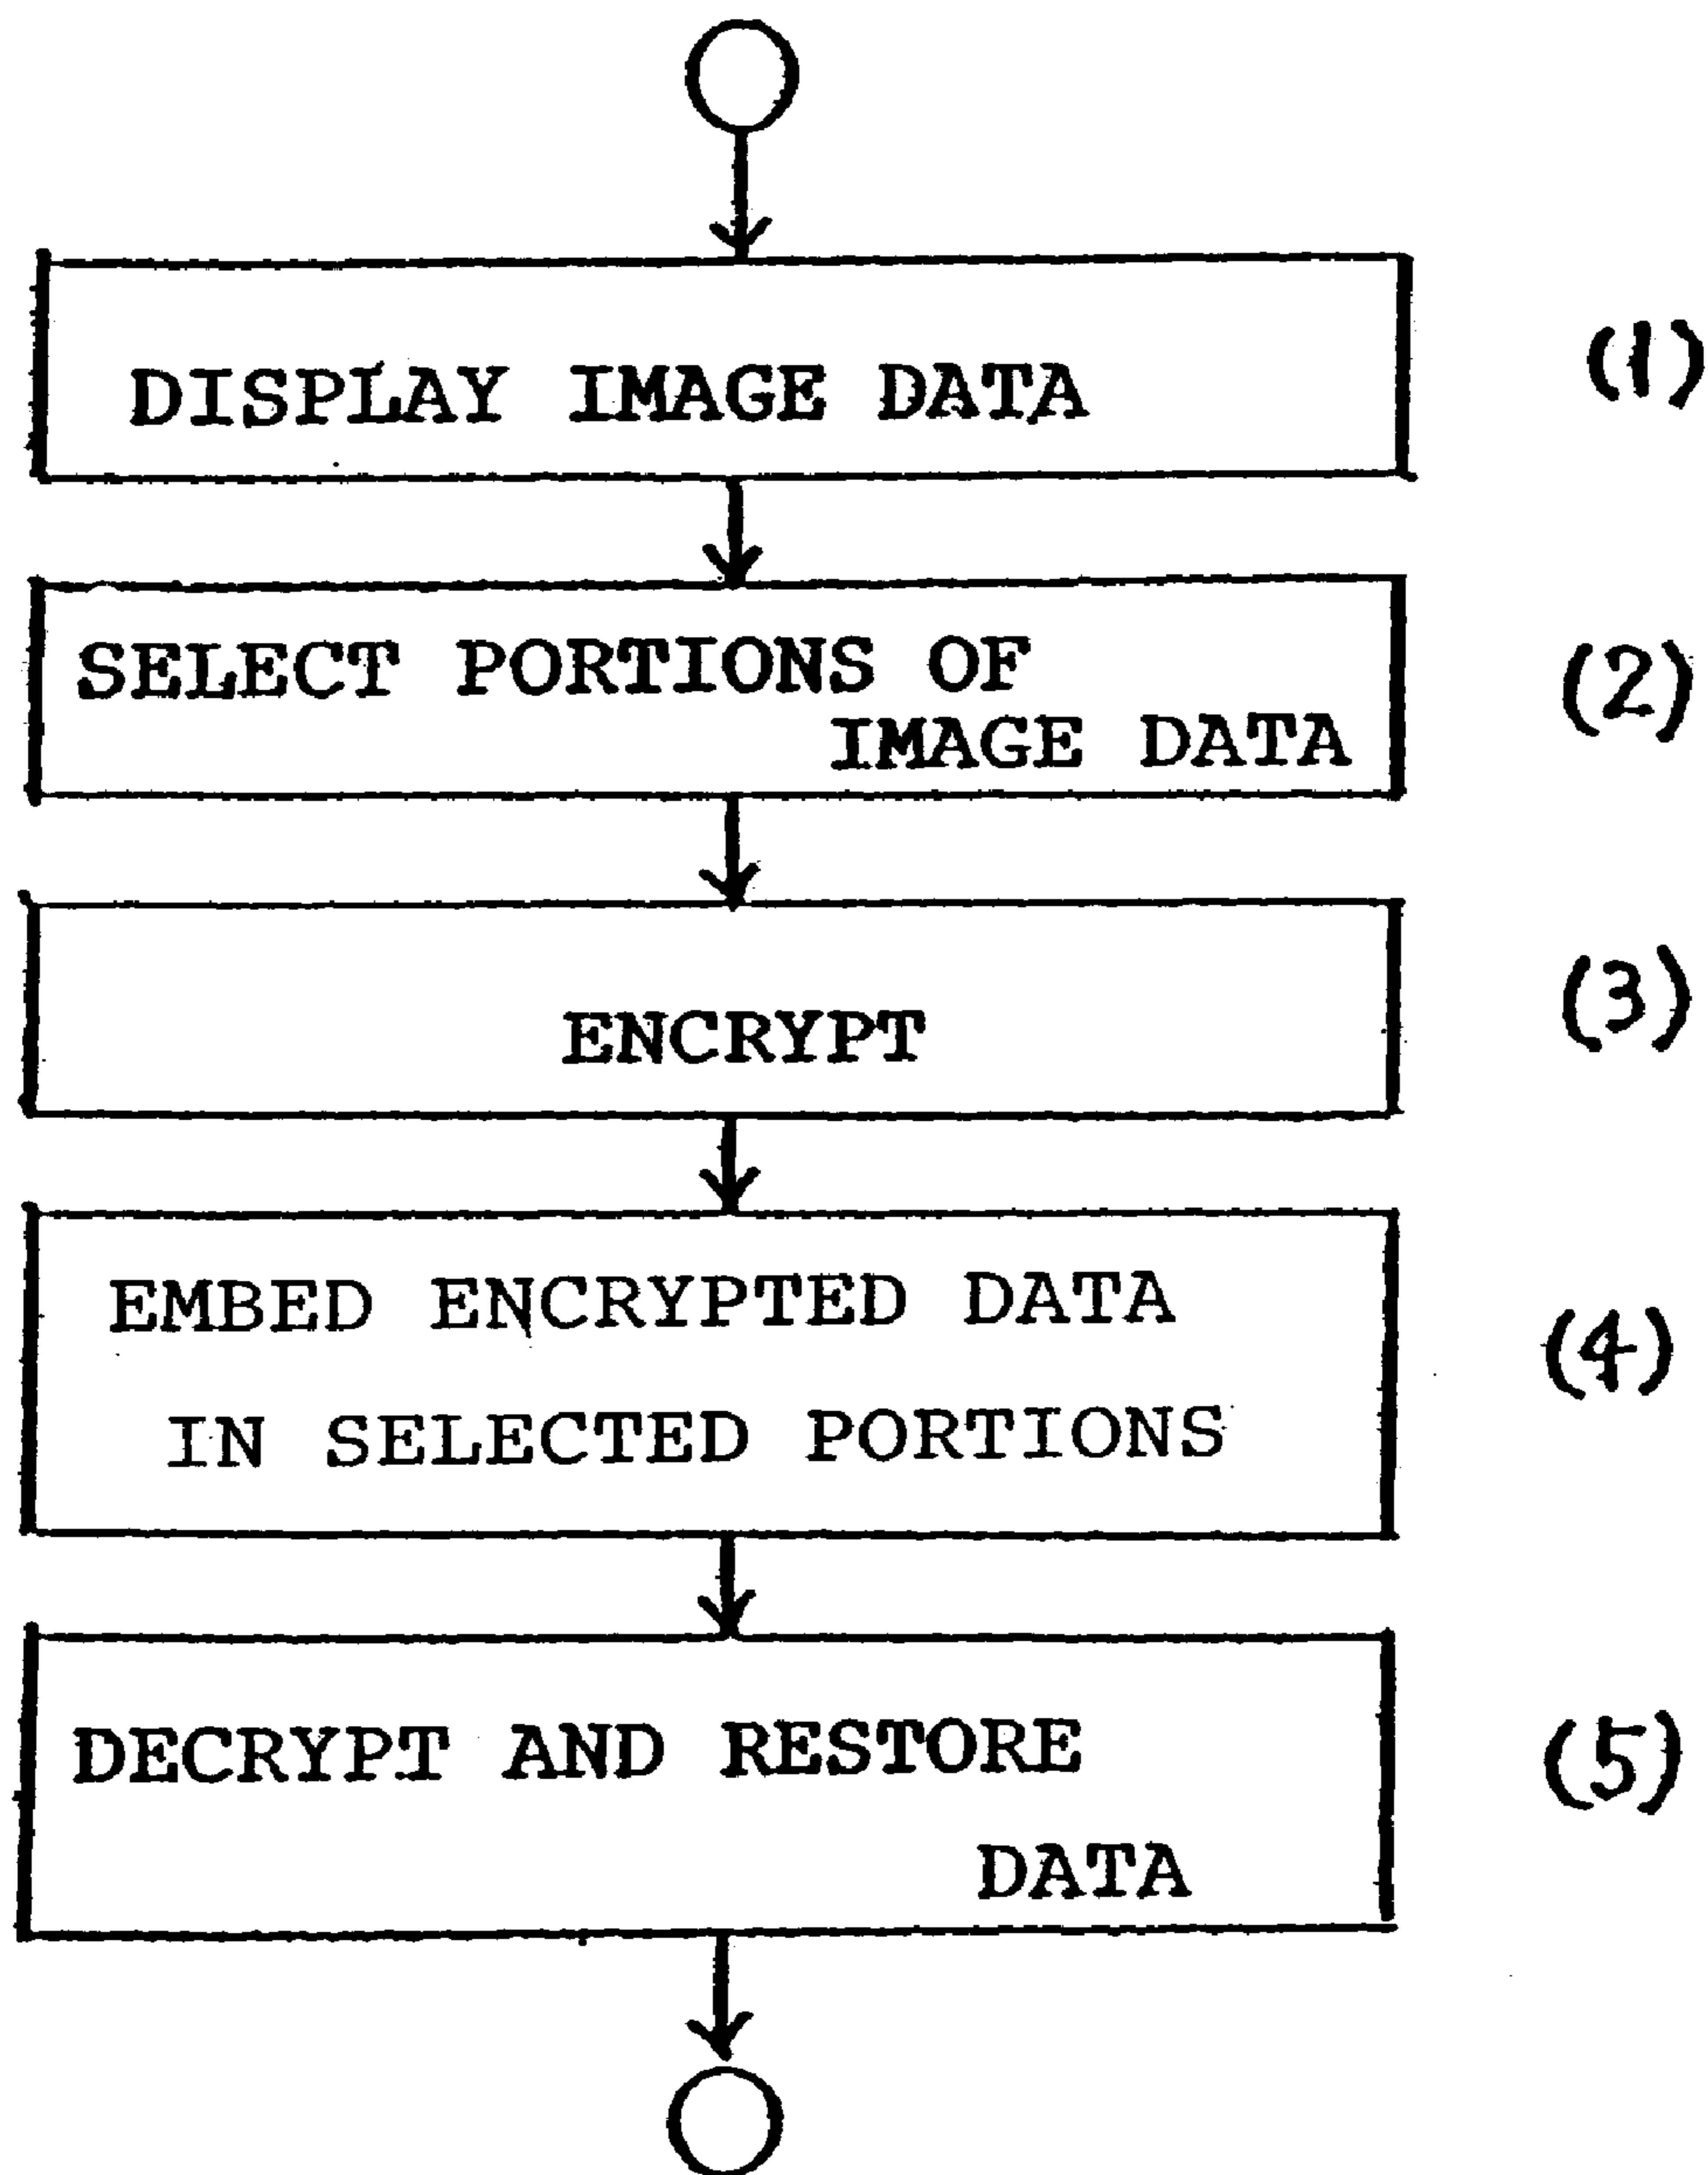 DISPLAY IMAGE DATA
(1)
SELECT PORTIONS OF
IMAGE DATA
(2)
ENCRYPT
(3)
EMBED ENCRYPTED DATA
IN SELECTED PORTIONS
(4)
DECRYPT AND RESTORE
DATA
(5)